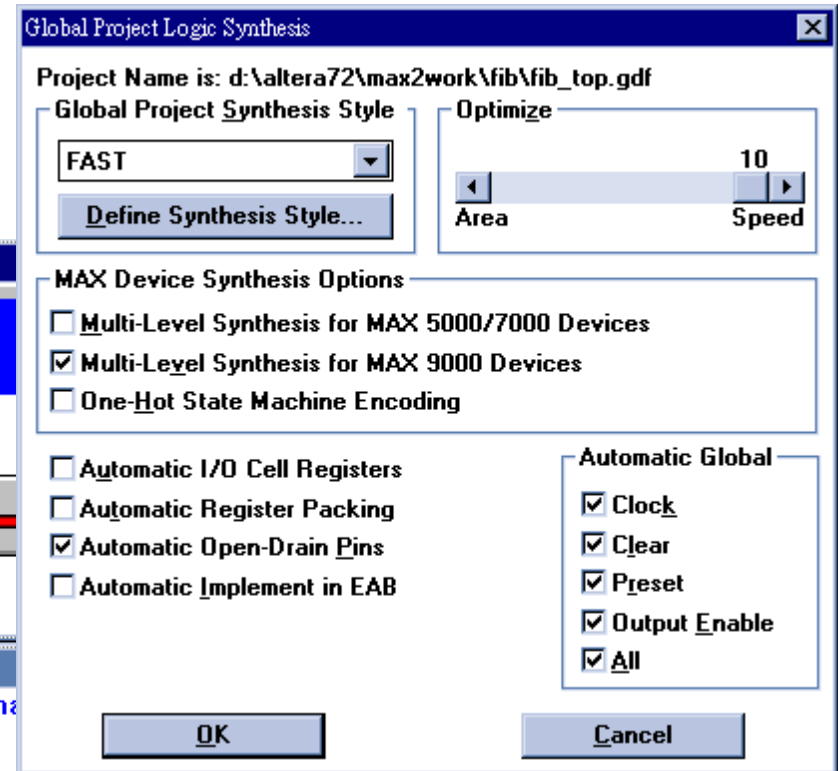 Global Project Logic Synthesis
Project Name is: d:\altera72\max2work\fib\fib_top.gdf
Global Project Synthesis Style
FAST
Define Synthesis Style...
Optimize
10
Area Speed
MAX Device Synthesis Options
Multi-Level Synthesis for MAX 5000/7000 Devices
Multi-Level Synthesis for MAX 9000 Devices
One-Hot State Machine Encoding
Automatic I/O Cell Registers
Automatic Register Packing
Automatic Open-Drain Pins
Automatic Implement in EAB
Automatic Global
Clock
Clear
Preset
Output Enable
All
OK Cancel